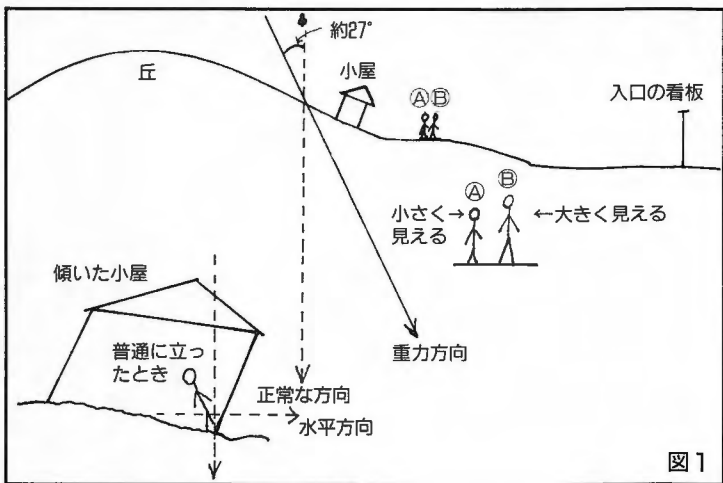 約27°
丘
小屋
ⒶⒷ
入口の看板
Ⓐ
Ⓑ
小さく→
見える
←大きく見える
傾いた小屋
普通に立っ
たとき
重力方向
正常な方向
水平方向
図1